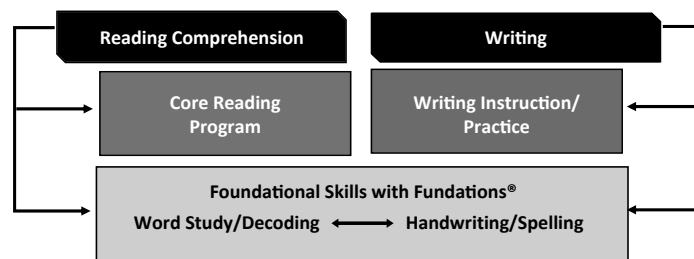 Reading Comprehension
Writing
Core Reading
Program
Writing Instruction/
Practice
Foundational Skills with Fundations®
Word Study/Decoding
Handwriting/Spelling